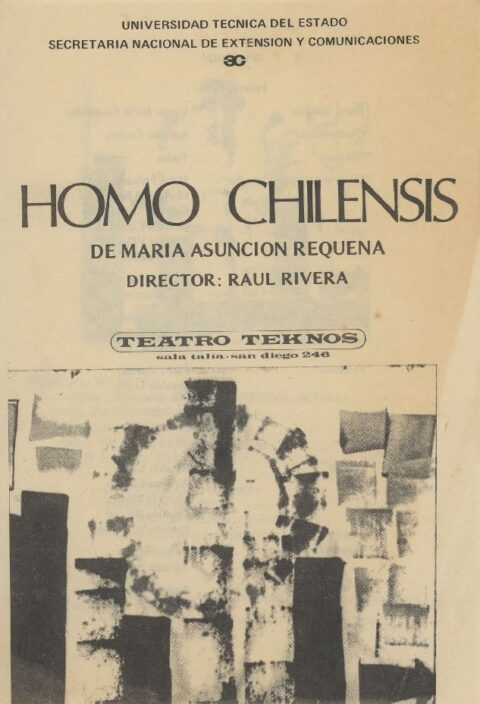 UNIVERSIDAD TECNICA DEL ESTADO
SECRETARIA NACIONAL DE EXTENSION Y COMUNICACIONES
HOMO CHILENSIS
DE MARIA ASUNCION REQUENA
DIRECTOR: RAUL RIVERA
TEATRO TEKNOS
sala talia-san diego 246